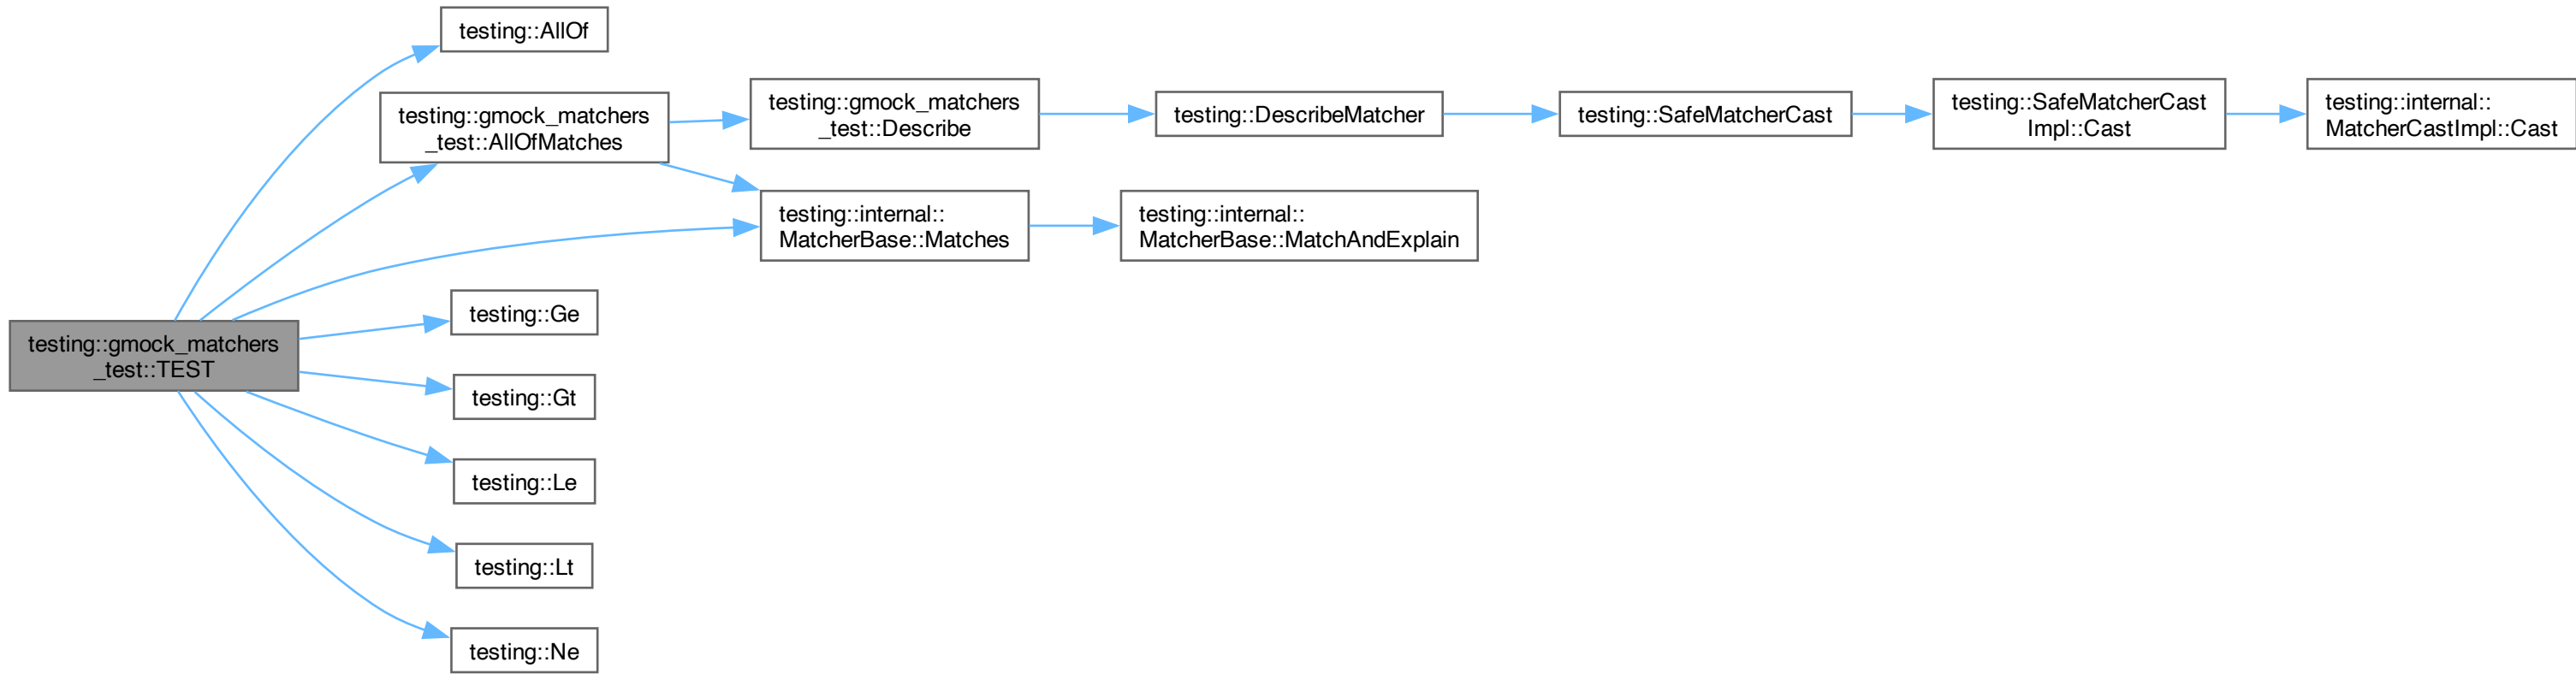 testing::gmock_matchers
_test::TEST
testing::AllOf
testing::gmock_matchers
_test::AllOfMatches
testing::gmock_matchers
_test::Describe
testing::DescribeMatcher
testing::SafeMatcherCast
testing::SafeMatcherCast
Impl::Cast
testing::internal::
MatcherCastImpl::Cast
testing::internal::
MatcherBase::Matches
testing::internal::
MatcherBase::MatchAndExplain
testing::Ge
testing::Gt
testing::Le
testing::Lt
testing::Ne